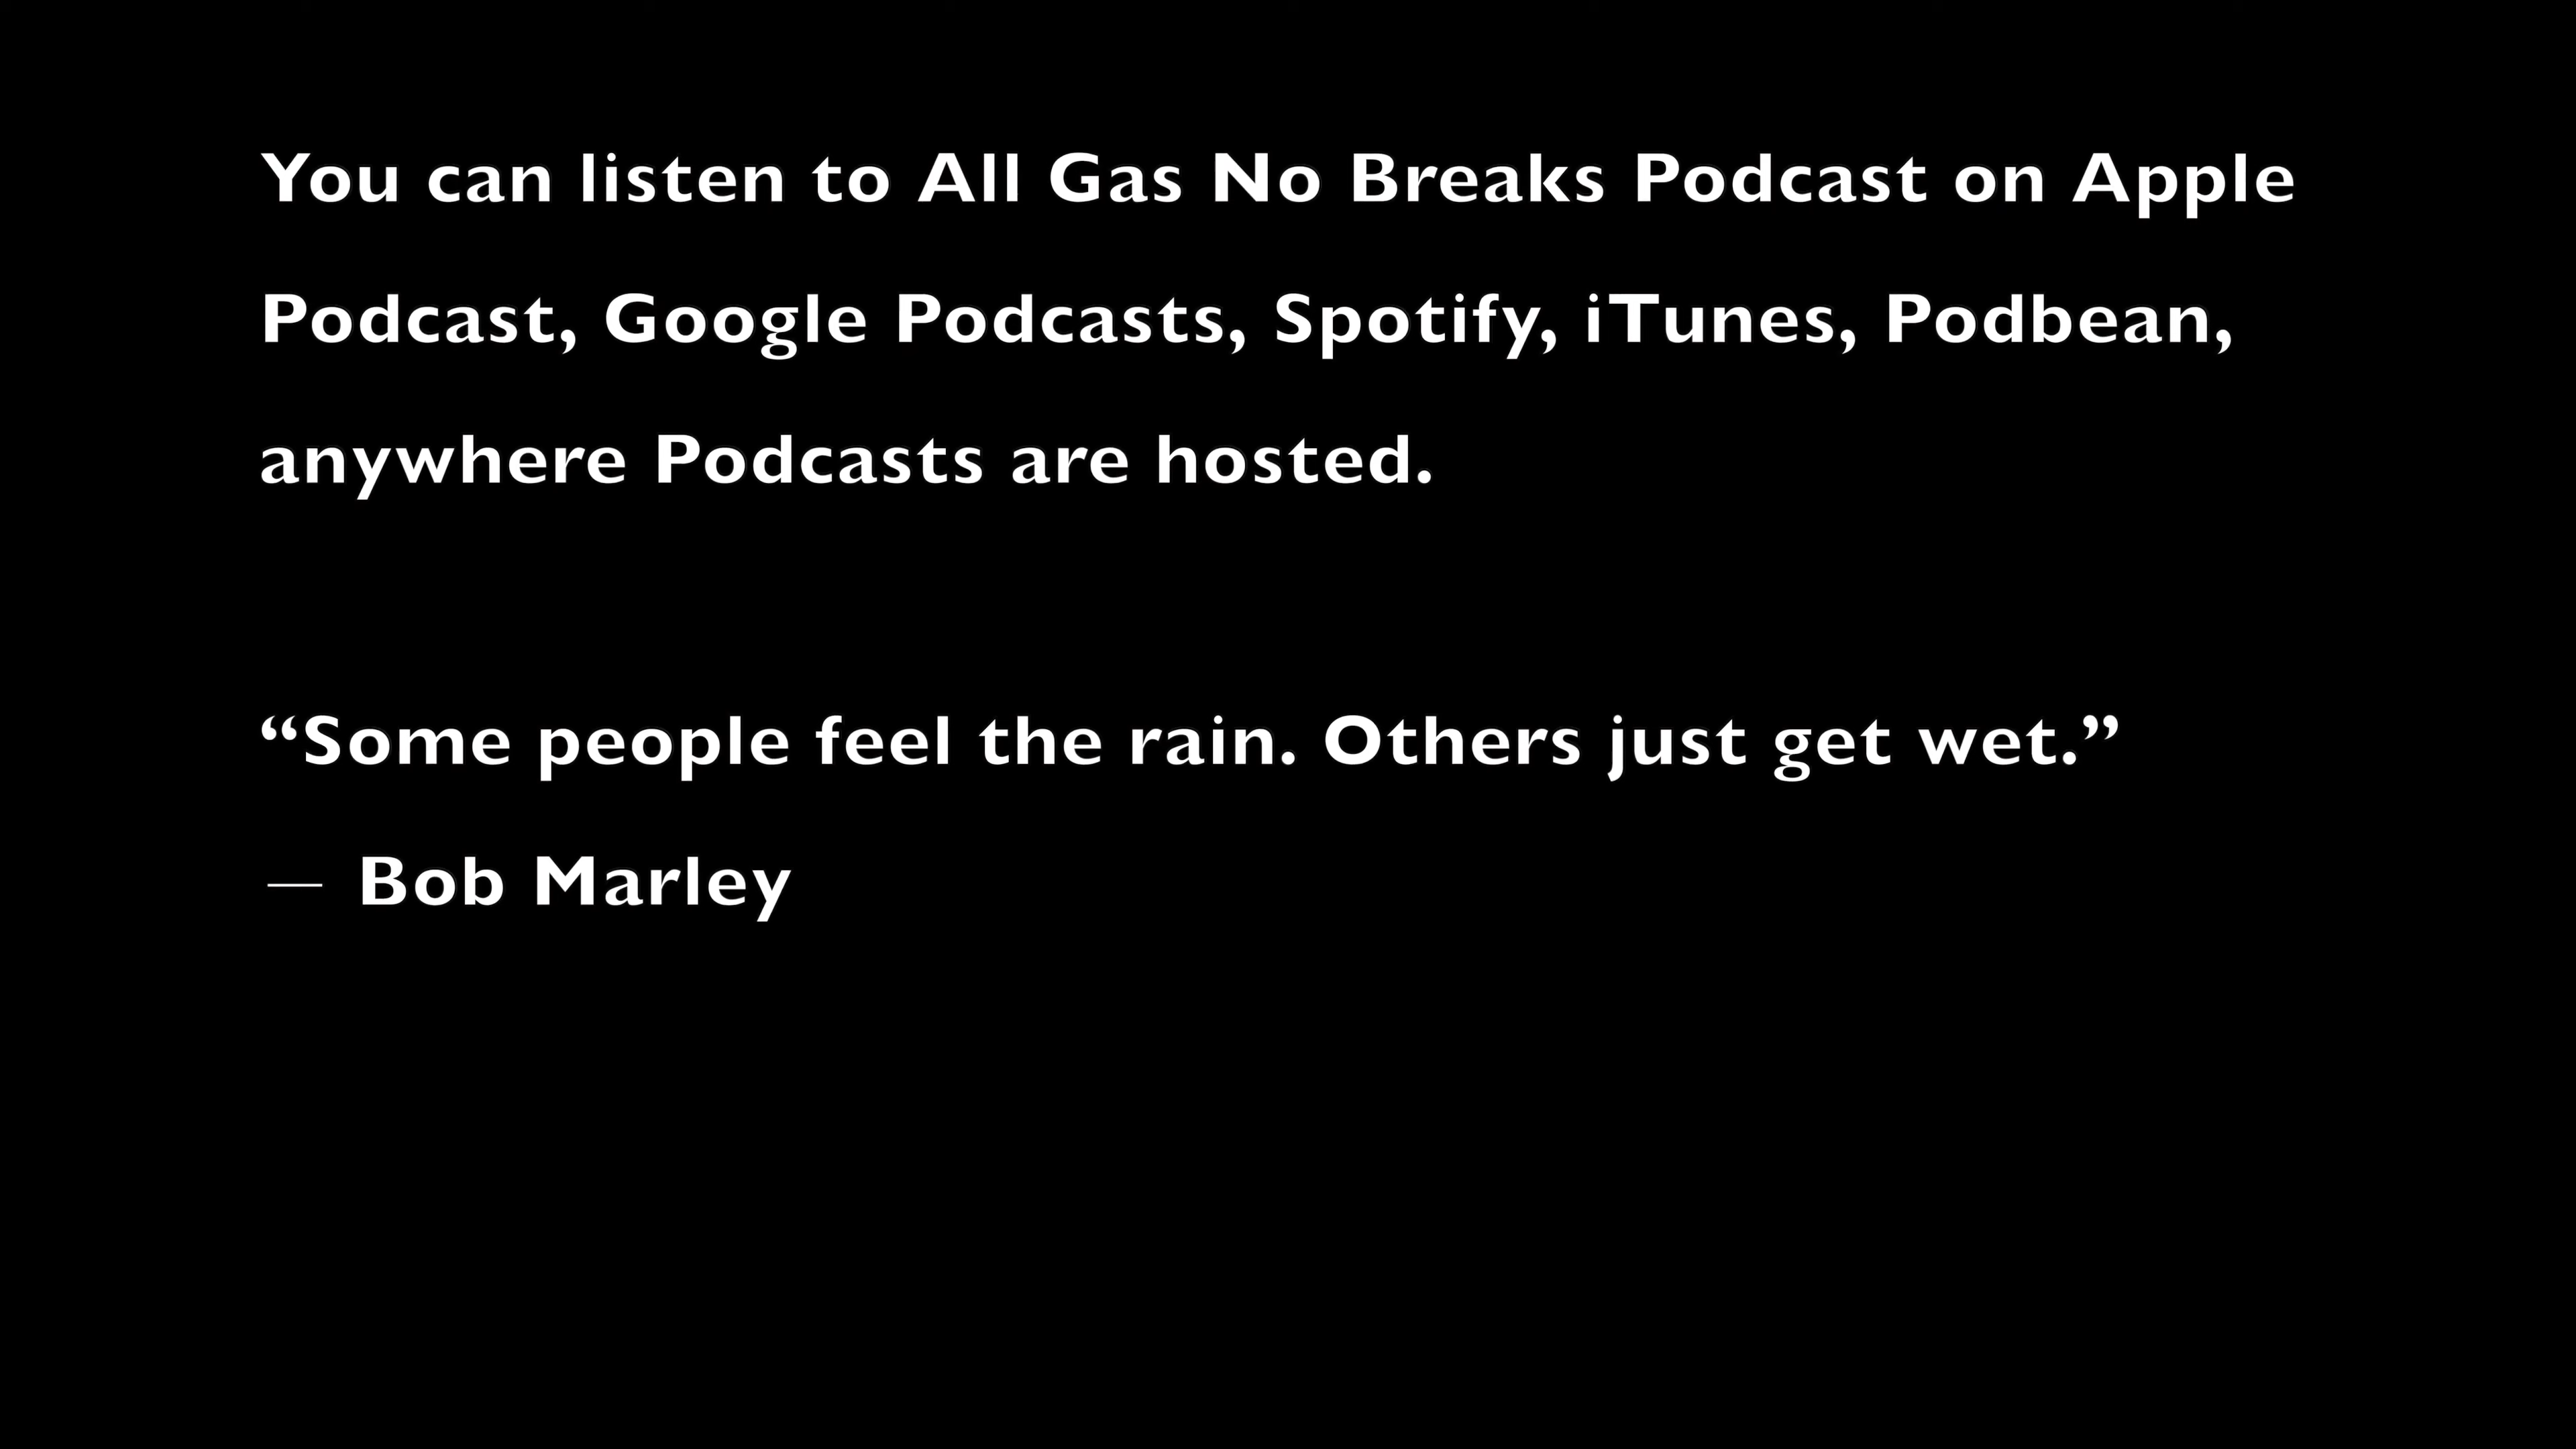 You can listen to All Gas No Breaks Podcast on Apple
Podcast, Google Podcasts, Spotify, iTunes, Podbean,
anywhere Podcasts are hosted.
“Some people feel the rain. Others just get wet.”
— Bob Marley